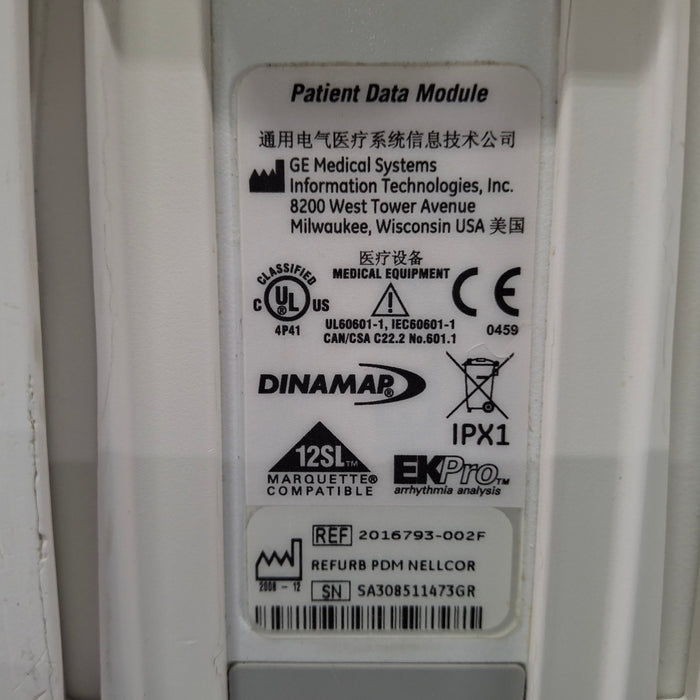 Patient Data Module
通用电气医疗系统信息技术公司
GE Medical Systems
Information Technologies, Inc.
8200 West Tower Avenue
Milwaukee, Wisconsin USA 美国
医疗设备
MEDICAL EQUIPMENT
CLASSIFIED
C UL® US
4P41
UL60601-1, IEC60601-1
CAN/CSA C22.2 No.601.1
CE
0459
DINAMAP®
IPX1
12SL™
MARQUETTE®
COMPATIBLE
EKPro™
arrhythmia analysis
REF 2016793-002F
2008 - 12
REFURB PDM NELLCOR
SN SA308511473GR